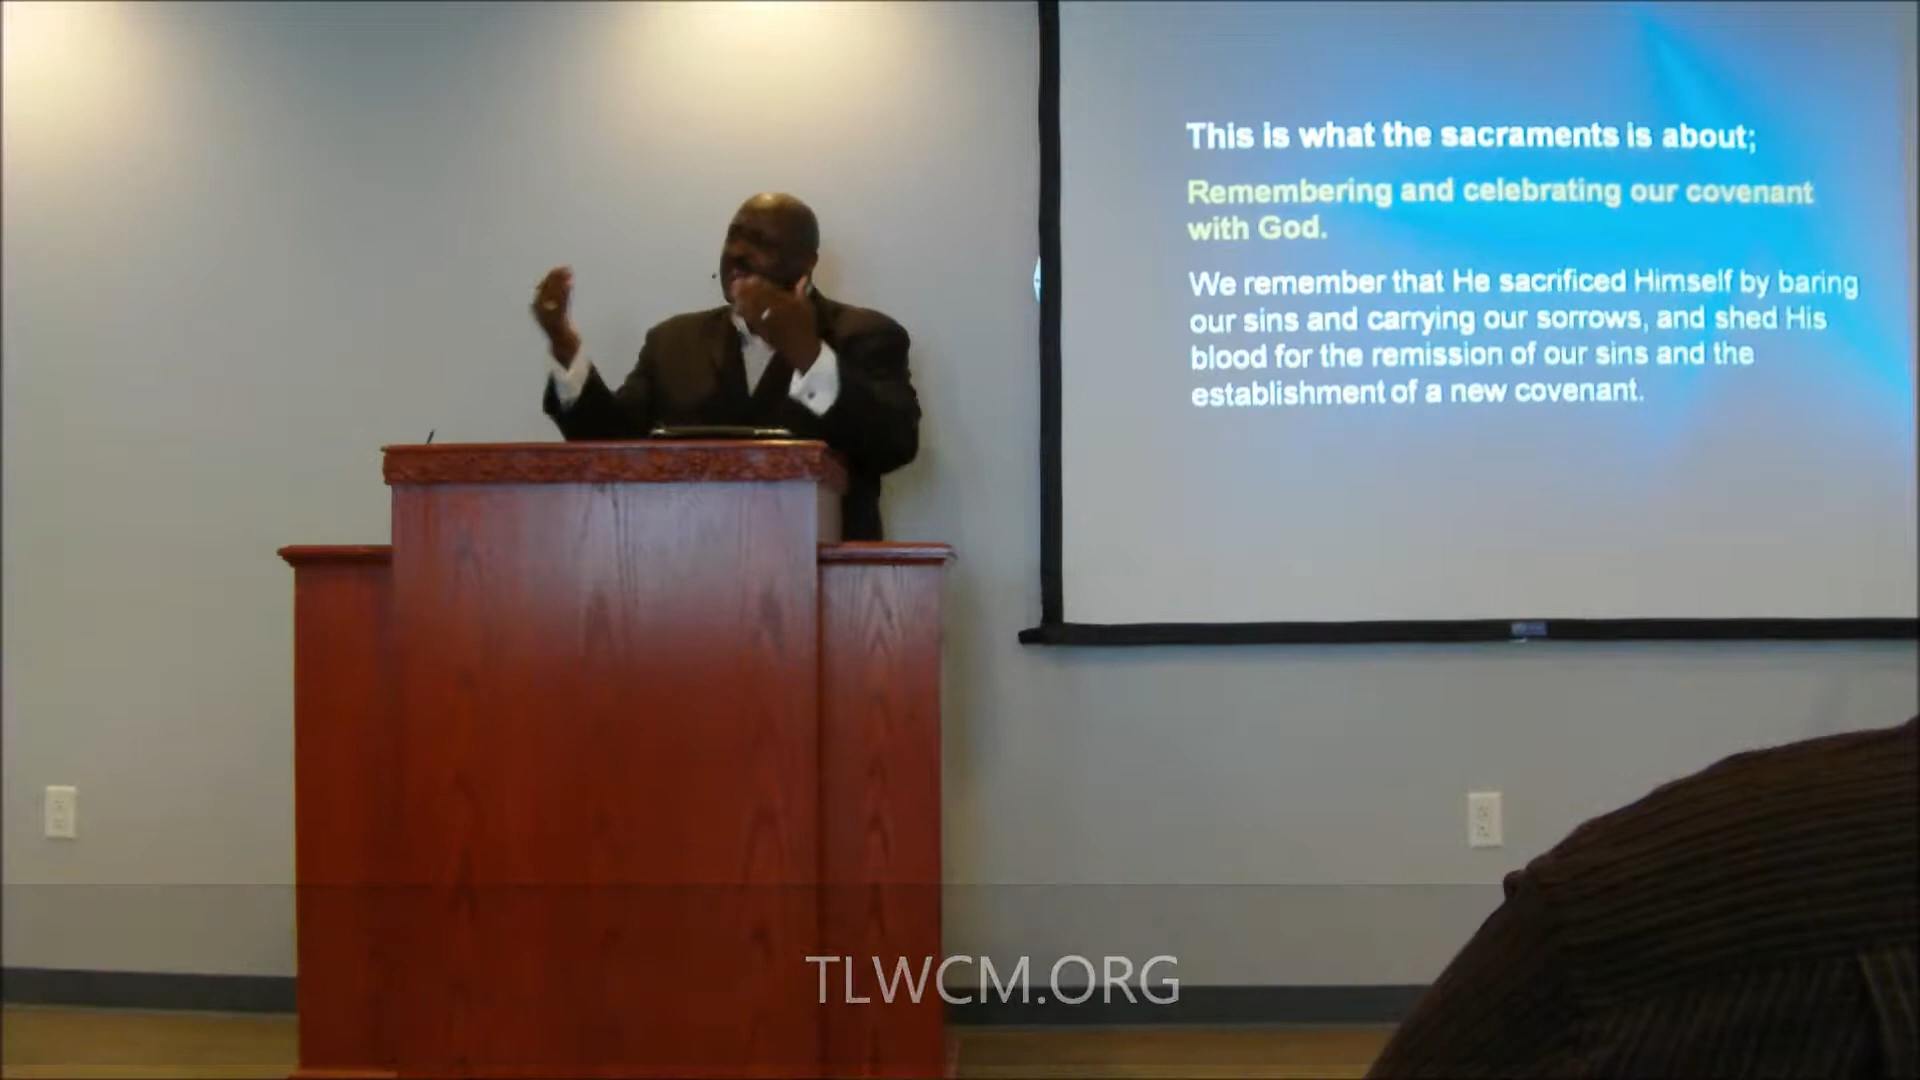 This is what the sacraments is about;
Remembering and celebrating our covenant
with God.
We remember that He sacrificed Himself by baring
our sins and carrying our sorrows, and shed His
blood for the remission of our sins and the
establishment of a new covenant.
TLWCM.ORG